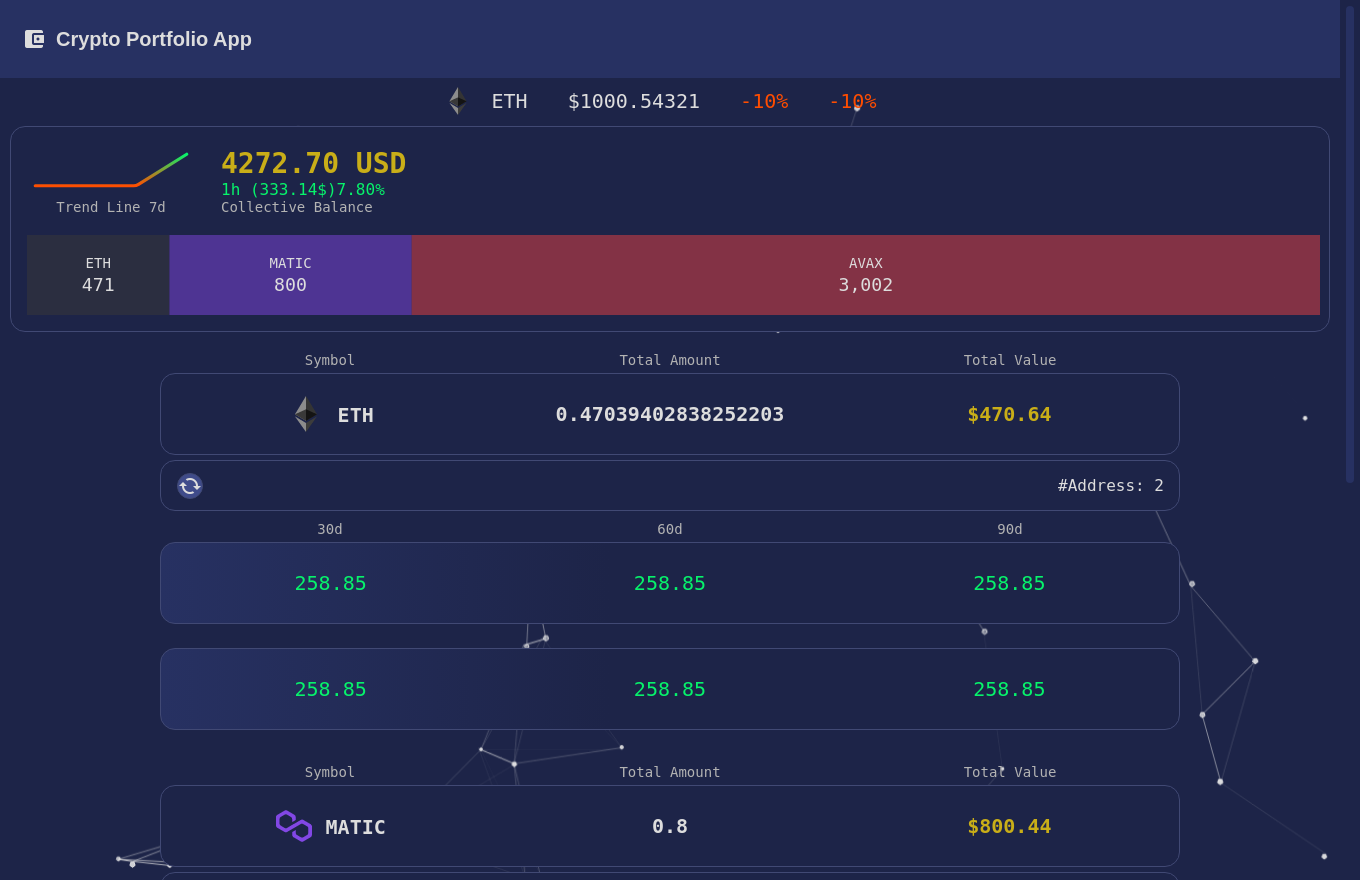 Crypto Portfolio App
ETH $1000.54321 -10% -10%
4272.70 USD
1h (333.14$)7.80%
Trend Line 7d Collective Balance
ETH MATIC AVAX
471 800 3,002
Symbol Total Amount Total Value
ETH 0.47039402838252203 $470.64
#Address: 2
30d 60d 90d
258.85 258.85 258.85
258.85 258.85 258.85
Symbol Total Amount Total Value
MATIC 0.8 $800.44